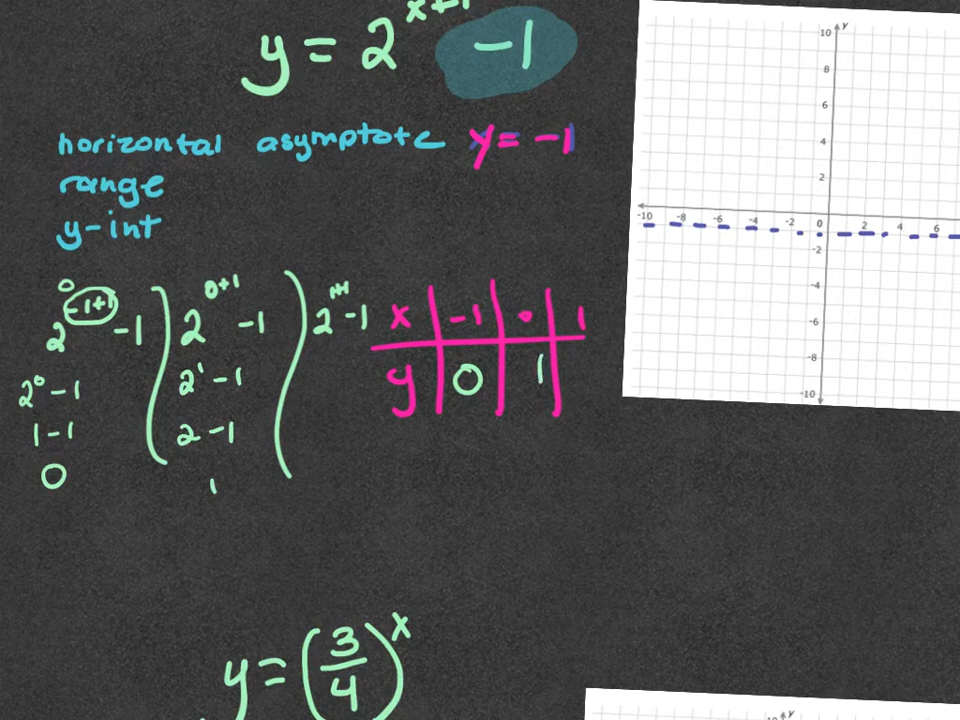 y = 2^(x+1) -1
horizontal asymptote y = -1
range
y-int
0
2^(-1+1) -1
2^0 -1
1 -1
0
2^(0+1) -1
2^1 -1
2 -1
1
2^(1+1) -1
x -1 0 1
y 0 1
y = (3/4)^x
y
10
8
6
4
2
-10 -8 -6 -4 -2 0 2 4 6
-2
-4
-6
-8
-10
10 y